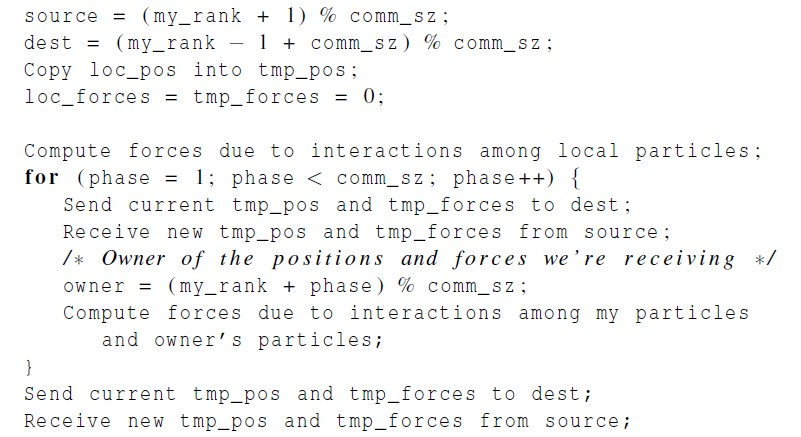 source = (my_rank + 1) % comm_sz;
dest = (my_rank − 1 + comm_sz) % comm_sz;
Copy loc_pos into tmp_pos;
loc_forces = tmp_forces = 0;

Compute forces due to interactions among local particles;
for (phase = 1; phase < comm_sz; phase++) {
   Send current tmp_pos and tmp_forces to dest;
   Receive new tmp_pos and tmp_forces from source;
   /* Owner of the positions and forces we're receiving */
   owner = (my_rank + phase) % comm_sz;
   Compute forces due to interactions among my particles
      and owner's particles;
}
Send current tmp_pos and tmp_forces to dest;
Receive new tmp_pos and tmp_forces from source;